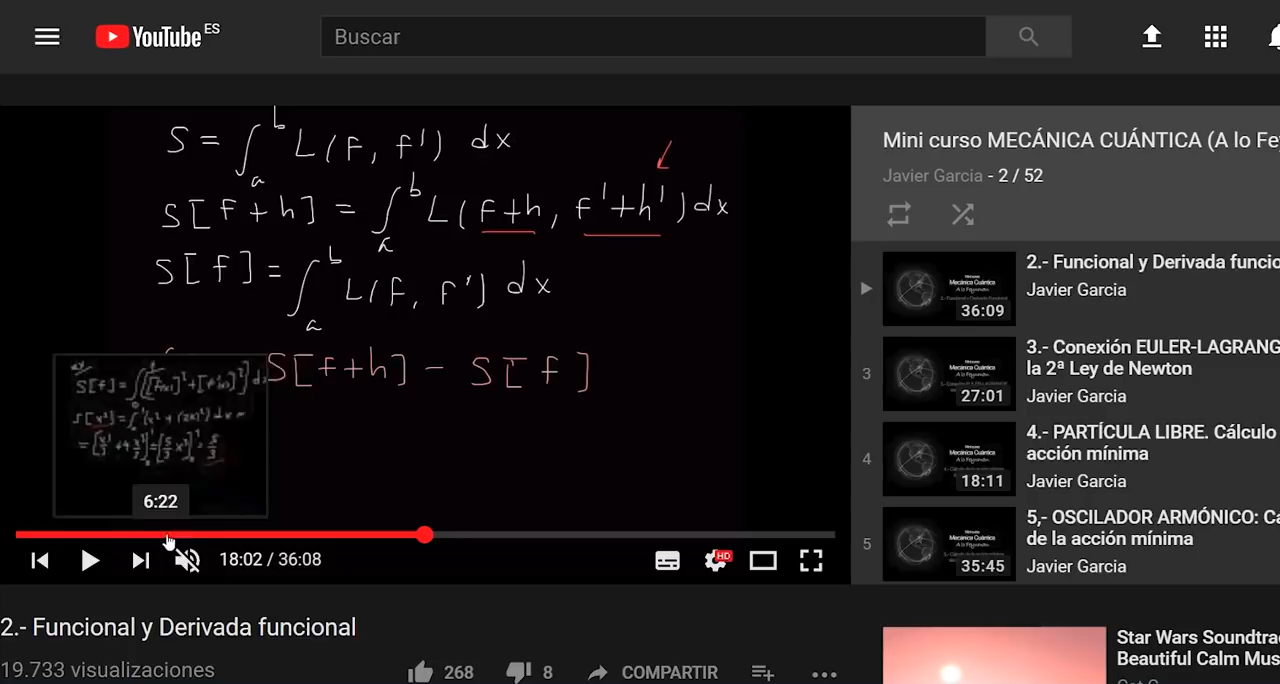 YouTube ES
Buscar
S = ∫ₐᵇ L(f, f') dx
S[f+h] = ∫ₐᵇ L(f+h, f'+h') dx
S[f] = ∫ₐᵇ L(f, f') dx
S[f+h] - S[f]
6:22
18:02 / 36:08
HD
2.- Funcional y Derivada funcional
19.733 visualizaciones
268
8
COMPARTIR
Mini curso MECÁNICA CUÁNTICA (A lo Fe
Javier Garcia - 2 / 52
2.- Funcional y Derivada funcio
Javier Garcia
36:09
3
3.- Conexión EULER-LAGRANG
la 2ª Ley de Newton
Javier Garcia
27:01
4
4.- PARTÍCULA LIBRE. Cálculo
acción mínima
Javier Garcia
18:11
5
5,- OSCILADOR ARMÓNICO: Ca
de la acción mínima
Javier Garcia
35:45
Star Wars Soundtra
Beautiful Calm Mus